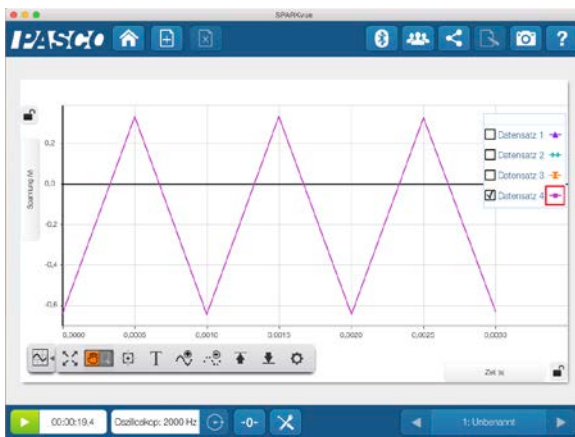 SPARKvue
PASCO
?
Datensatz 1
Datensatz 2
Datensatz 3
Datensatz 4
0,2
0,0
-0,2
-0,4
-0,6
Spannung (V)
0,0000 0,0005 0,0010 0,0015 0,0020 0,0025 0,0030
T
Zeit (s)
00:00:19,4
Oszilloskop: 2000 Hz
-0-
1: Unbenannt